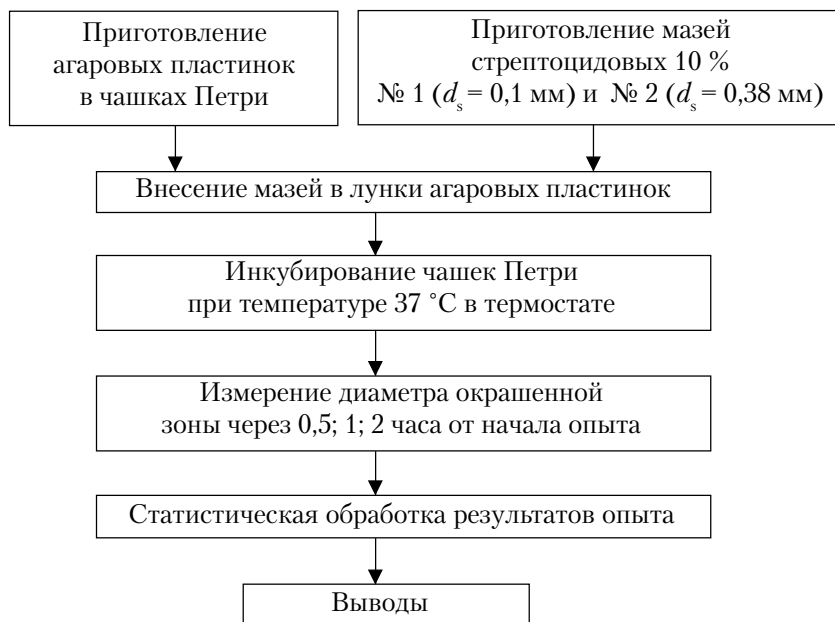 Приготовление
агаровых пластинок
в чашках Петри
Приготовление мазей
стрептоцидовых 10 %
№ 1 (ds = 0,1 мм) и № 2 (ds = 0,38 мм)
Внесение мазей в лунки агаровых пластинок
Инкубирование чашек Петри
при температуре 37 °С в термостате
Измерение диаметра окрашенной
зоны через 0,5; 1; 2 часа от начала опыта
Статистическая обработка результатов опыта
Выводы